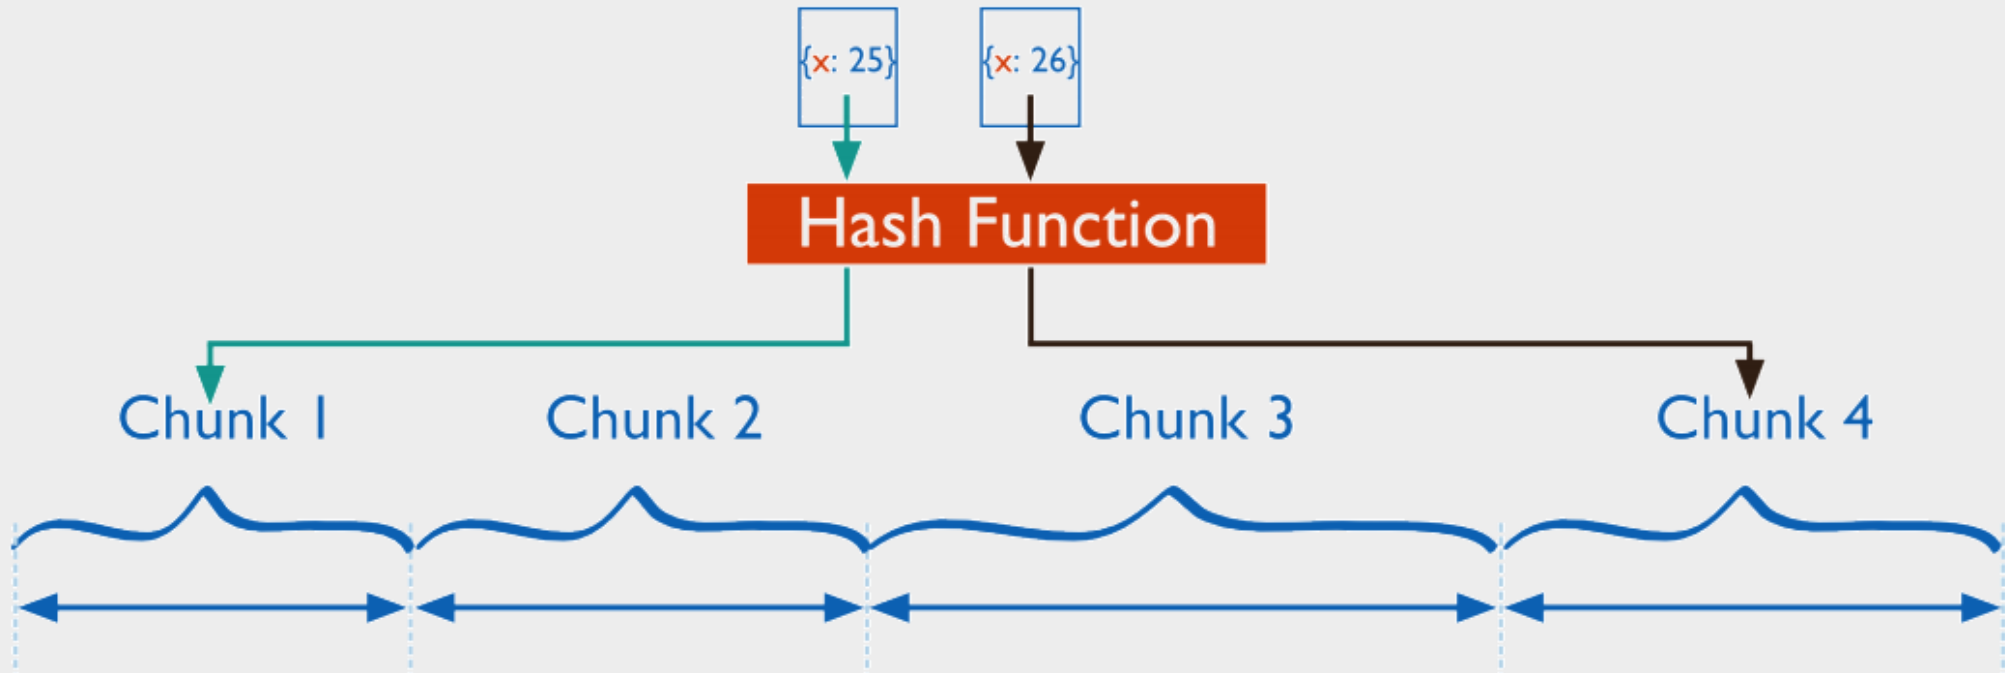 {x: 25} {x: 26}
Hash Function
Chunk 1 Chunk 2 Chunk 3 Chunk 4